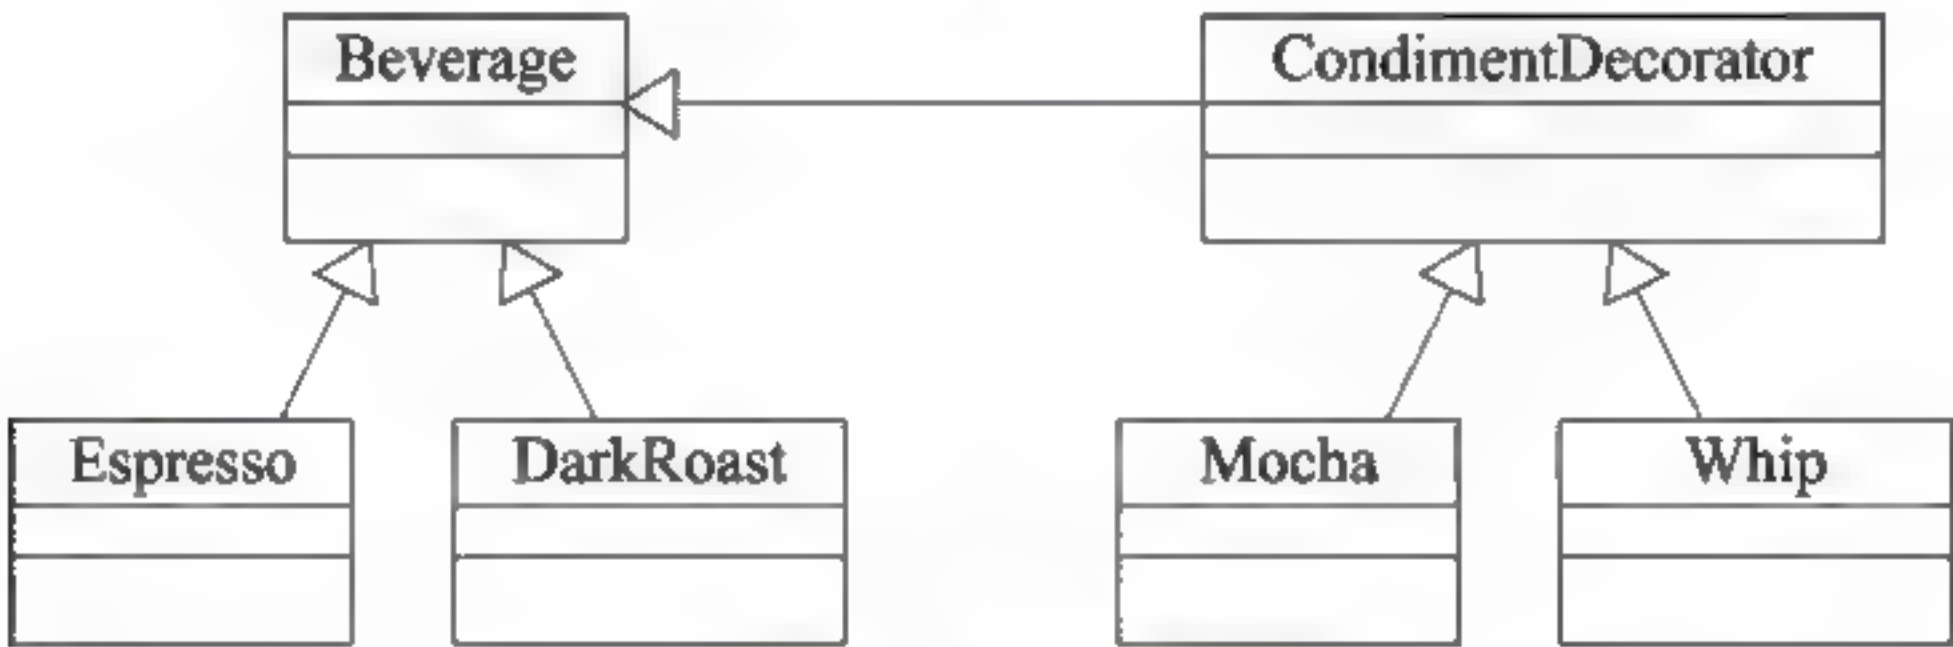 Beverage
CondimentDecorator
Espresso
DarkRoast
Mocha
Whip